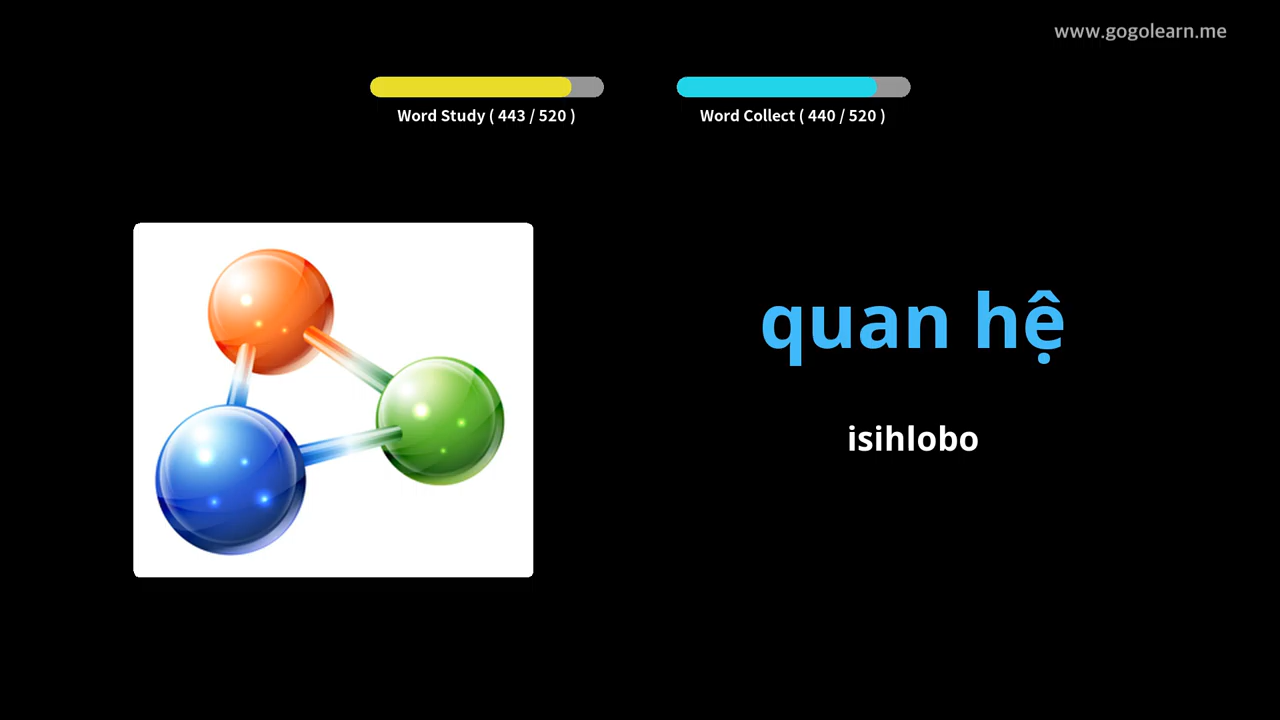 www.gogolearn.me
Word Study ( 443 / 520 )
Word Collect ( 440 / 520 )
quan hệ
isihlobo